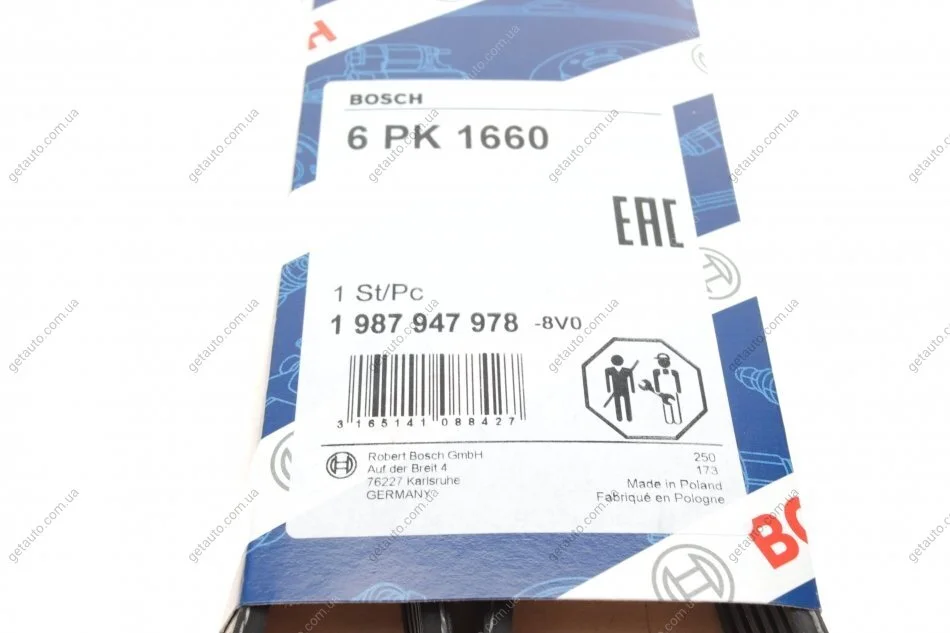 BOSCH
6 PK 1660
EAC
1 St/Pc
1 987 947 978 -8V0
3 165141 088427
Robert Bosch GmbH
Auf der Breit 4
76227 Karlsruhe
GERMANY
250
173
Made in Poland
Fabriqué en Pologne
getauto.com.ua